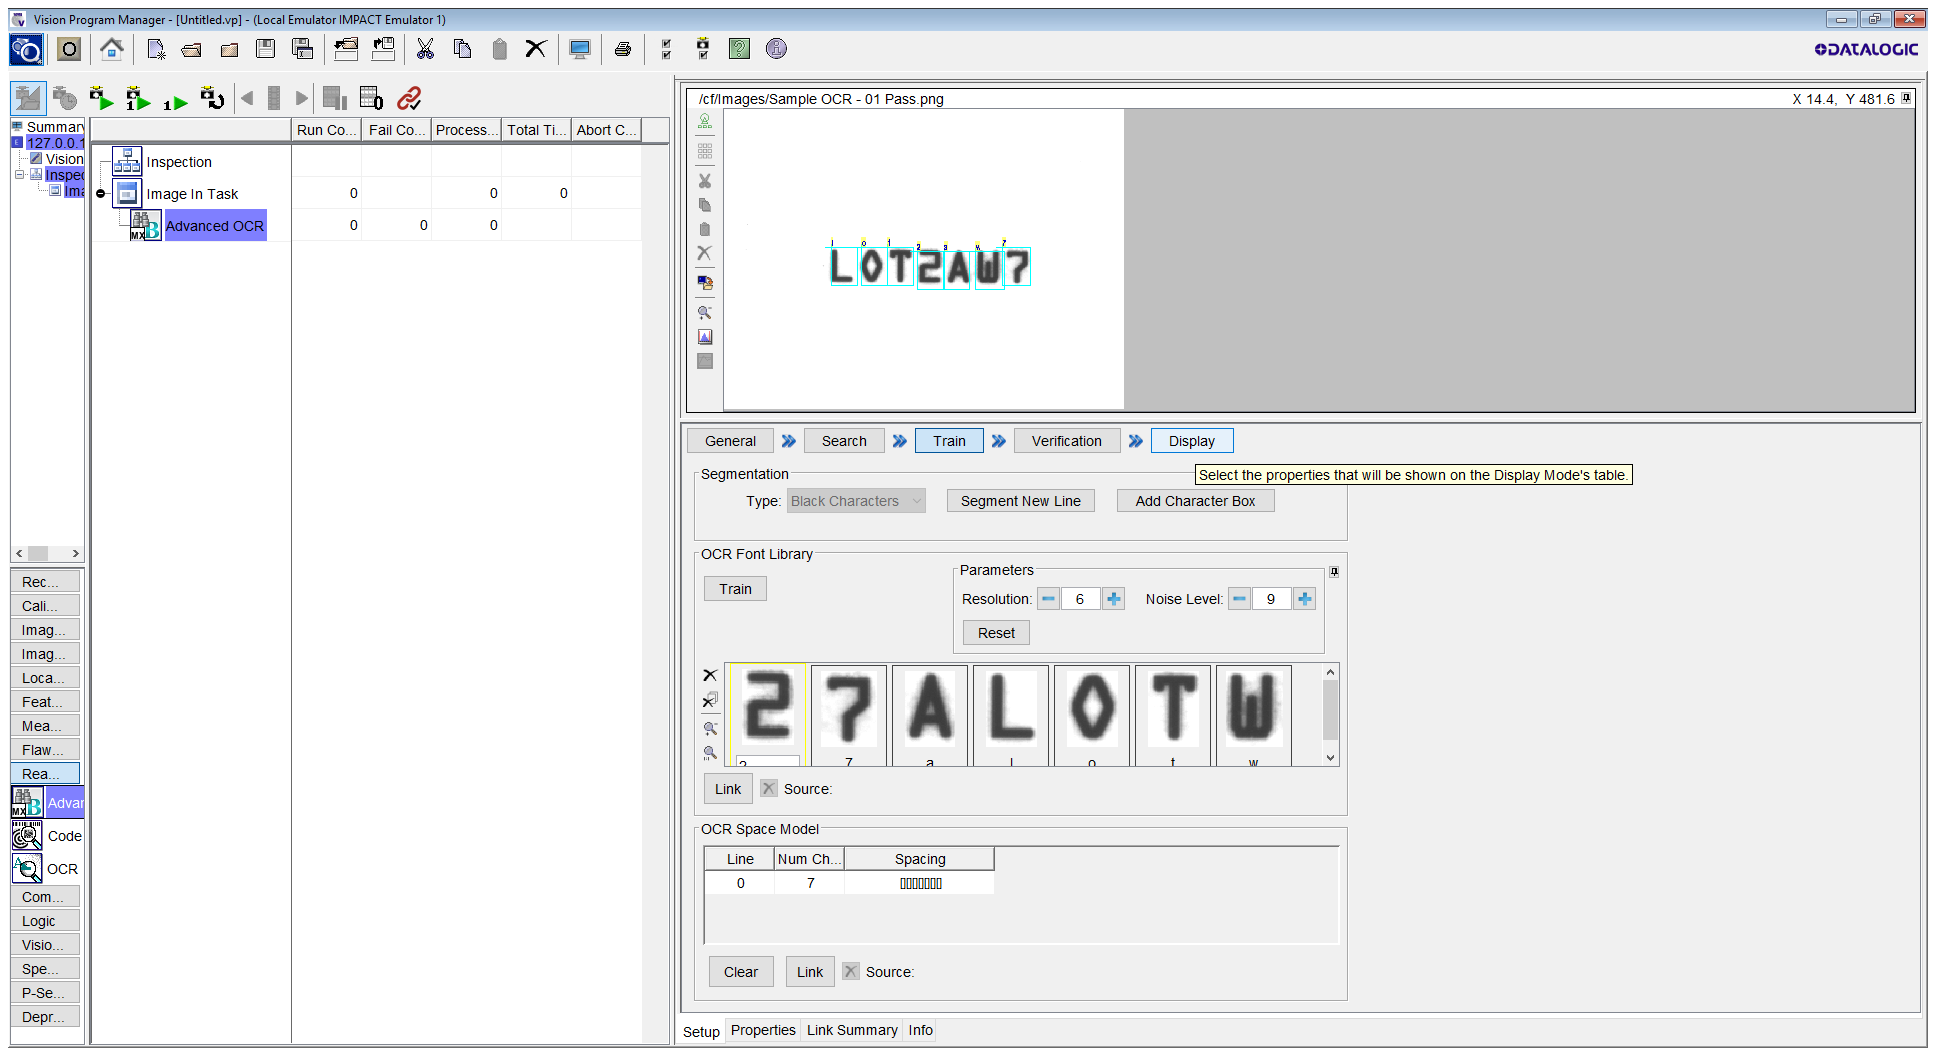 Vision Program Manager - [Untitled.vp] - (Local Emulator IMPACT Emulator 1)
DATALOGIC
Summary
127.0.0.1
Vision
Inspec
Ima
Run Co... Fail Co... Process... Total Ti... Abort C...
Inspection
Image In Task 0 0 0
Advanced OCR 0 0 0
Rec...
Cali...
Imag...
Imag...
Loca...
Feat...
Mea...
Flaw...
Rea...
Advan
Code
OCR
Com...
Logic
Visio...
Spe...
P-Se...
Depr...
/cf/Images/Sample OCR - 01 Pass.png X 14.4, Y 481.6
l o t 2 a w 7
LOT2AW7
General Search Train Verification Display
Select the properties that will be shown on the Display Mode's table.
Segmentation
Type: Black Characters Segment New Line Add Character Box
OCR Font Library
Train
Parameters
Resolution: 6 Noise Level: 9
Reset
2 7 A L O T W
2 7 a l o t w
Link Source:
OCR Space Model
Line Num Ch... Spacing
0 7
Clear Link Source:
Setup Properties Link Summary Info